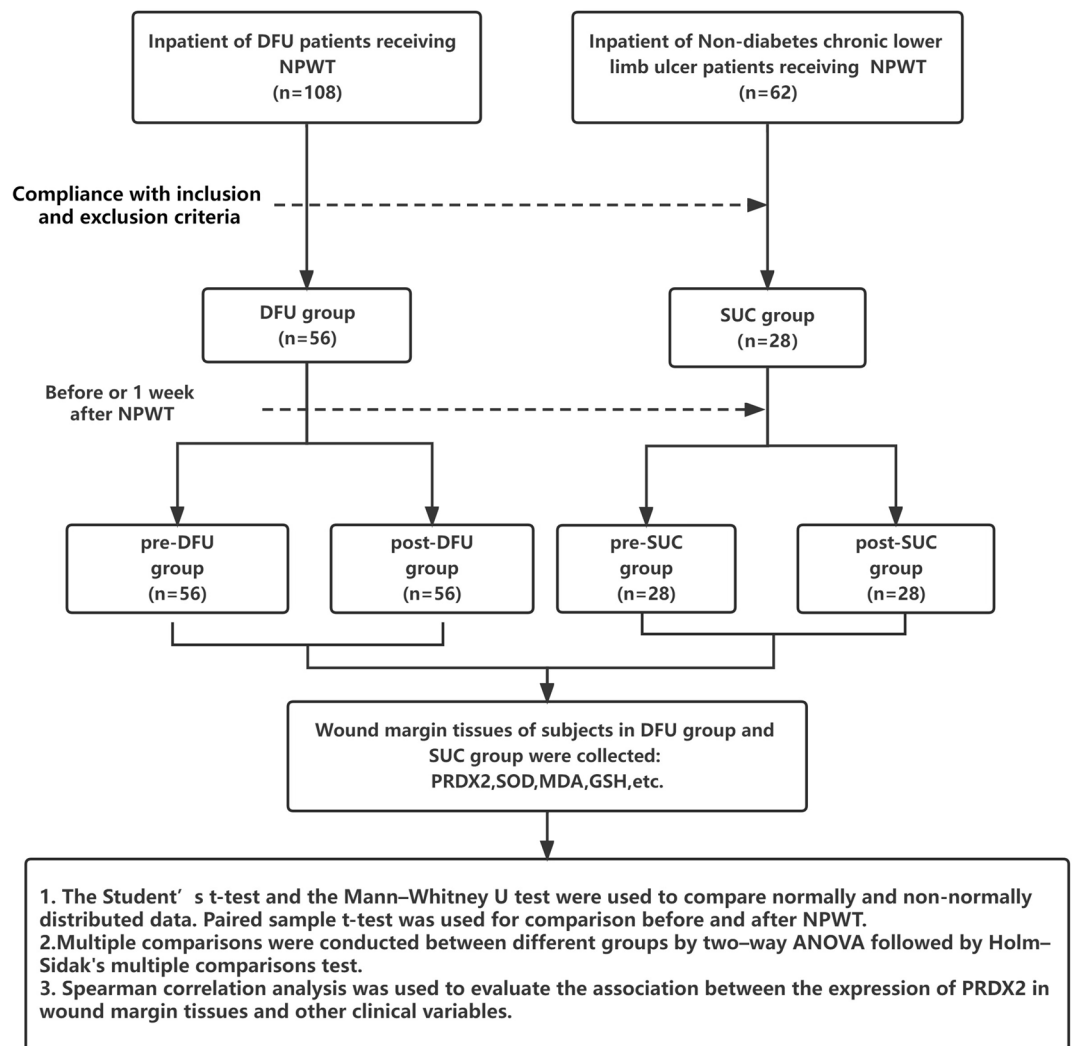 Inpatient of DFU patients receiving
NPWT
(n=108)
Inpatient of Non-diabetes chronic lower
limb ulcer patients receiving  NPWT
(n=62)
Compliance with inclusion
and exclusion criteria
DFU group
(n=56)
SUC group
(n=28)
Before or 1 week
after NPWT
pre-DFU
group
(n=56)
post-DFU
group
(n=56)
pre-SUC
group
(n=28)
post-SUC
group
(n=28)
Wound margin tissues of subjects in DFU group and
SUC group were collected:
PRDX2,SOD,MDA,GSH,etc.
1. The Student’ s t-test and the Mann–Whitney U test were used to compare normally and non-normally
distributed data. Paired sample t-test was used for comparison before and after NPWT.
2.Multiple comparisons were conducted between different groups by two–way ANOVA followed by Holm–
Sidak's multiple comparisons test.
3. Spearman correlation analysis was used to evaluate the association between the expression of PRDX2 in
wound margin tissues and other clinical variables.